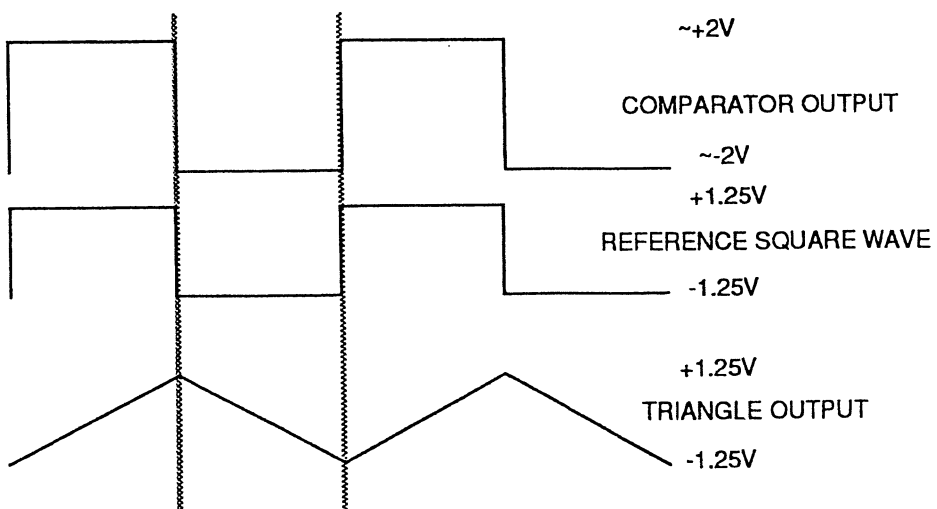 ~+2V
COMPARATOR OUTPUT
~-2V
+1.25V
REFERENCE SQUARE WAVE
-1.25V
+1.25V
TRIANGLE OUTPUT
-1.25V